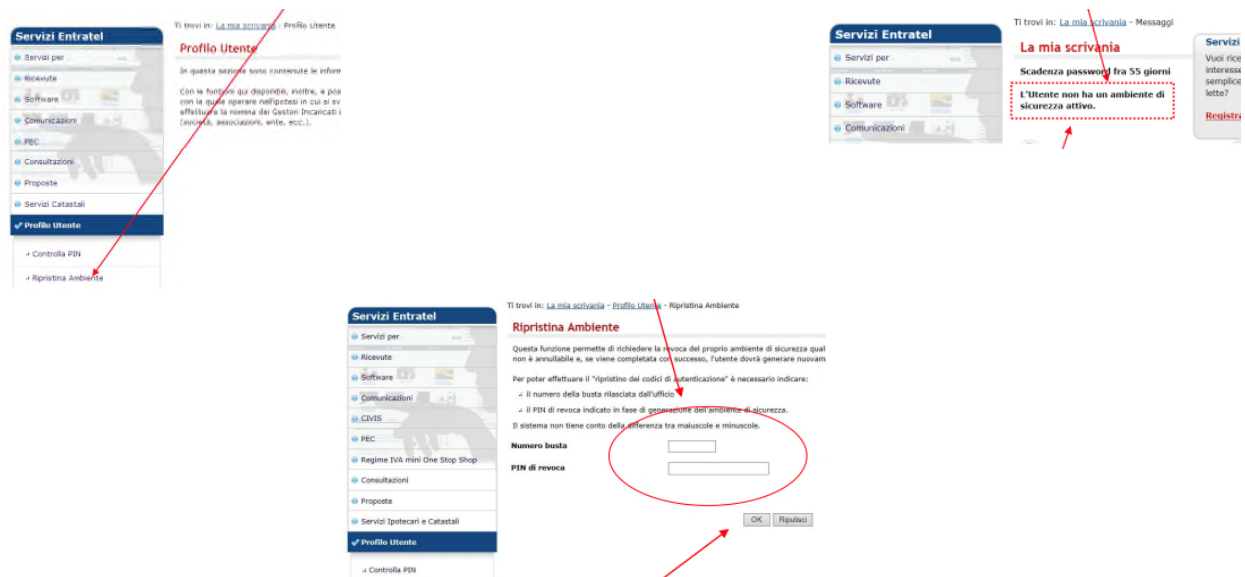 Ti trovi in: La mia scrivania - Profilo Utente
Servizi Entratel
Profilo Utente
Servizi per
In questa sezione sono contenute le inform
Ricevute
Con le funzioni qui disponibili, inoltre, è pos
Software
con la quale operare nell'ipotesi in cui si sv
effettuare la nomina dei Gestori Incaricati i
Comunicazioni
(società, associazioni, ente, ecc.).
PEC
Consultazioni
Proposte
Servizi Catastali
Profilo Utente
Controlla PIN
Ripristina Ambiente
Ti trovi in: La mia scrivania - Messaggi
Servizi Entratel
Servizi per
Ricevute
Software
Comunicazioni
La mia scrivania
Scadenza password fra 55 giorni
L'Utente non ha un ambiente di
sicurezza attivo.
Servizi
Vuoi rice
interesse
semplice
lette?
Registra
Ti trovi in: La mia scrivania - Profilo Utente - Ripristina Ambiente
Servizi Entratel
Servizi per
Ricevute
Software
Comunicazioni
CIVIS
PEC
Regime IVA mini One Stop Shop
Consultazioni
Proposte
Servizi Ipotecari e Catastali
Profilo Utente
Controlla PIN
Ripristina Ambiente
Questa funzione permette di richiedere la revoca del proprio ambiente di sicurezza qual
non è annullabile e, se viene completata con successo, l'utente dovrà generare nuovam
Per poter effettuare il "ripristino dei codici di autenticazione" è necessario indicare:
il numero della busta rilasciata dall'ufficio
il PIN di revoca indicato in fase di generazione dell'ambiente di sicurezza.
Il sistema non tiene conto della differenza tra maiuscole e minuscole.
Numero busta
PIN di revoca
OK Ripulisci